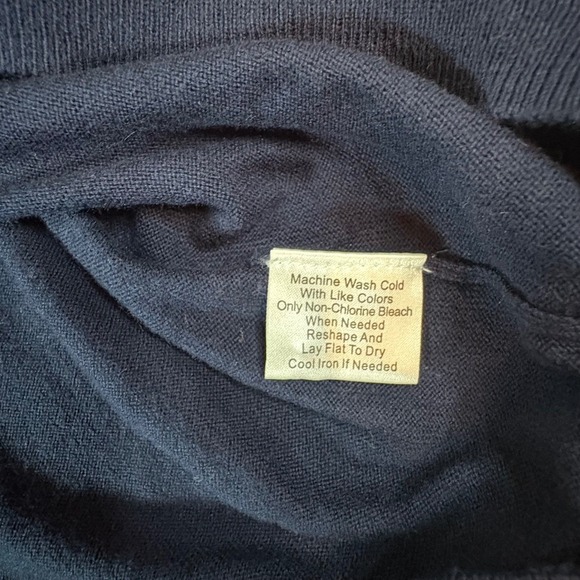 Machine Wash Cold
With Like Colors
Only Non-Chlorine Bleach
When Needed
Reshape And
Lay Flat To Dry
Cool Iron If Needed